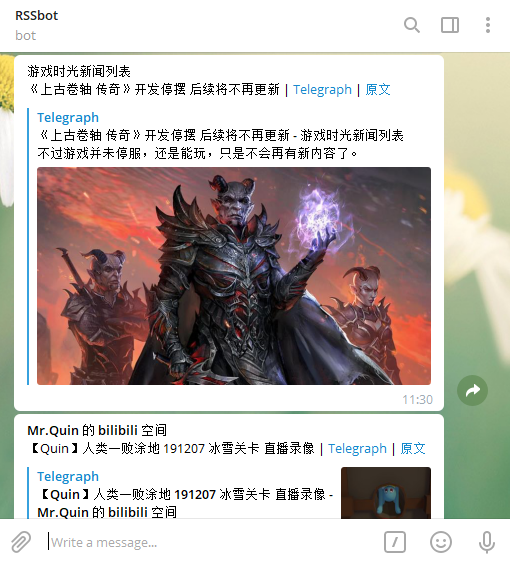 RSSbot
bot
游戏时光新闻列表
《上古卷轴 传奇》开发停摆 后续将不再更新 | Telegraph | 原文
Telegraph
《上古卷轴 传奇》开发停摆 后续将不再更新 - 游戏时光新闻列表
不过游戏并未停服，还是能玩，只是不会再有新内容了。
11:30
Mr.Quin 的 bilibili 空间
【Quin】人类一败涂地 191207 冰雪关卡 直播录像 | Telegraph | 原文
Telegraph
【Quin】人类一败涂地 191207 冰雪关卡 直播录像 -
Mr.Quin 的 bilibili 空间
Write a message...